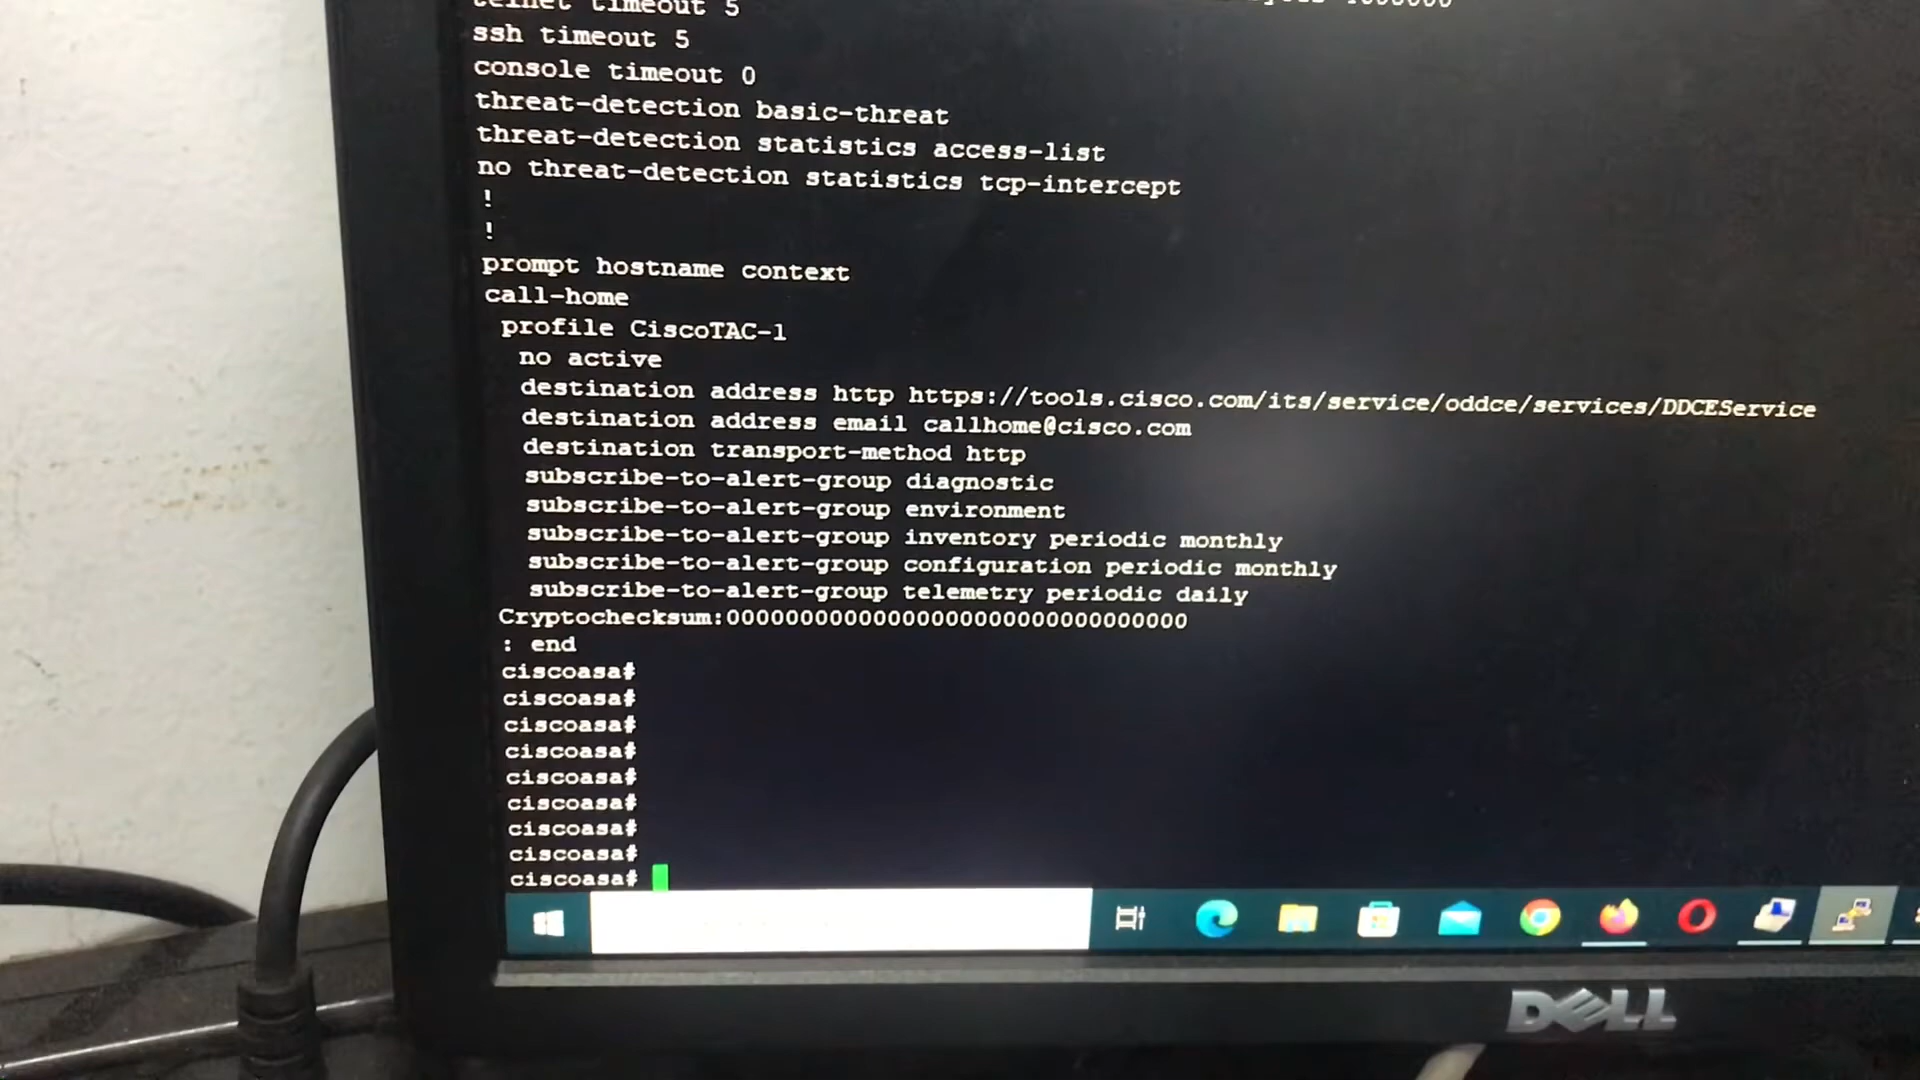 telnet timeout 5
ssh timeout 5
console timeout 0
threat-detection basic-threat
threat-detection statistics access-list
no threat-detection statistics tcp-intercept
!
!
prompt hostname context
call-home
profile CiscoTAC-1
no active
destination address http https://tools.cisco.com/its/service/oddce/services/DDCEService
destination address email callhome@cisco.com
destination transport-method http
subscribe-to-alert-group diagnostic
subscribe-to-alert-group environment
subscribe-to-alert-group inventory periodic monthly
subscribe-to-alert-group configuration periodic monthly
subscribe-to-alert-group telemetry periodic daily
Cryptochecksum:00000000000000000000000000000000
: end
ciscoasa#
ciscoasa#
ciscoasa#
ciscoasa#
ciscoasa#
ciscoasa#
ciscoasa#
ciscoasa#
ciscoasa#
DELL